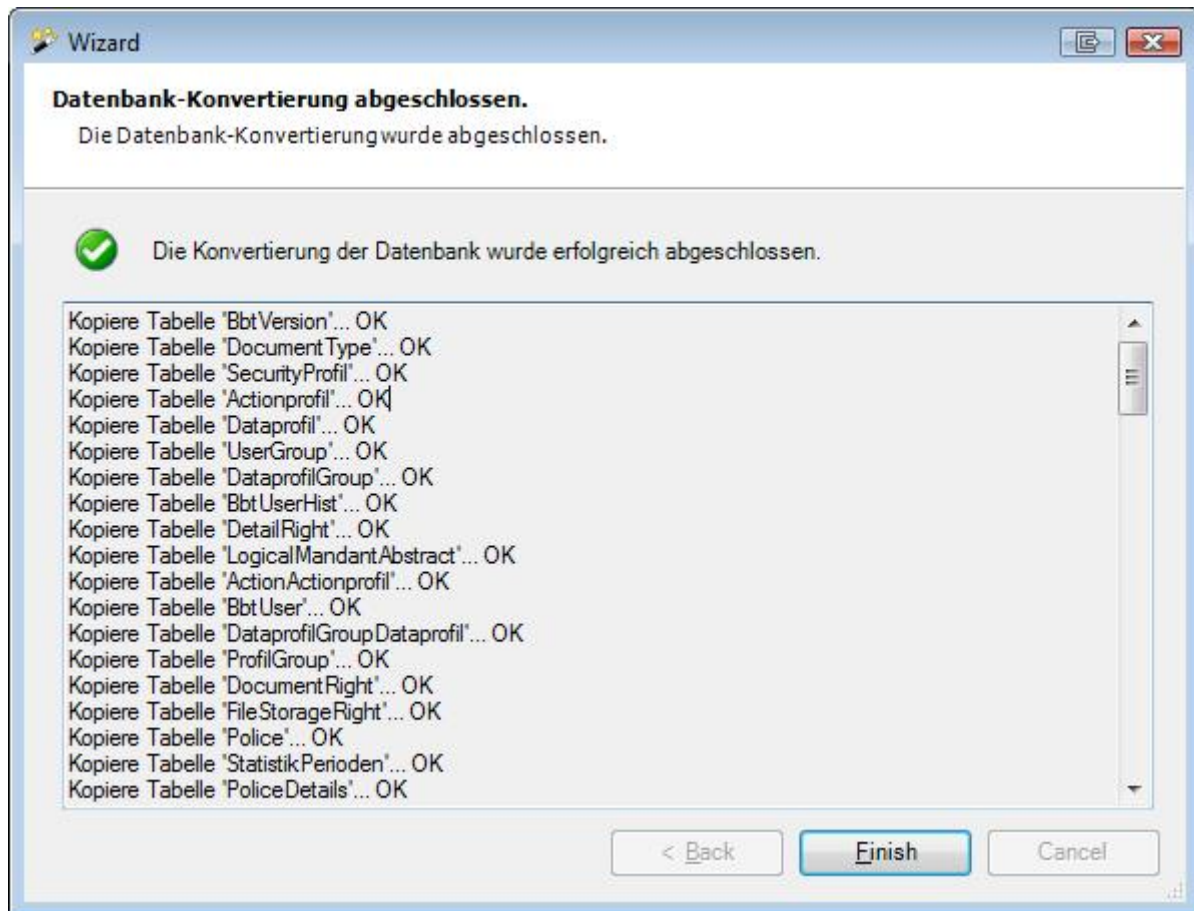 Wizard
Datenbank-Konvertierung abgeschlossen.
Die Datenbank-Konvertierung wurde abgeschlossen.
Die Konvertierung der Datenbank wurde erfolgreich abgeschlossen.
Kopiere Tabelle "BbtVersion"... OK
Kopiere Tabelle "DocumentType"... OK
Kopiere Tabelle "SecurityProfil"... OK
Kopiere Tabelle "Actionprofil"... OK
Kopiere Tabelle "Dataprofil"... OK
Kopiere Tabelle "UserGroup"... OK
Kopiere Tabelle "DataprofilGroup"... OK
Kopiere Tabelle "BbtUserHist"... OK
Kopiere Tabelle "DetailRight"... OK
Kopiere Tabelle "LogicalMandantAbstract"... OK
Kopiere Tabelle "ActionActionprofil"... OK
Kopiere Tabelle "BbtUser"... OK
Kopiere Tabelle "DataprofilGroupDataprofil"... OK
Kopiere Tabelle "ProfilGroup"... OK
Kopiere Tabelle "DocumentRight"... OK
Kopiere Tabelle "FileStorageRight"... OK
Kopiere Tabelle "Police"... OK
Kopiere Tabelle "StatistikPerioden"... OK
Kopiere Tabelle "PoliceDetails"... OK
< Back Finish Cancel